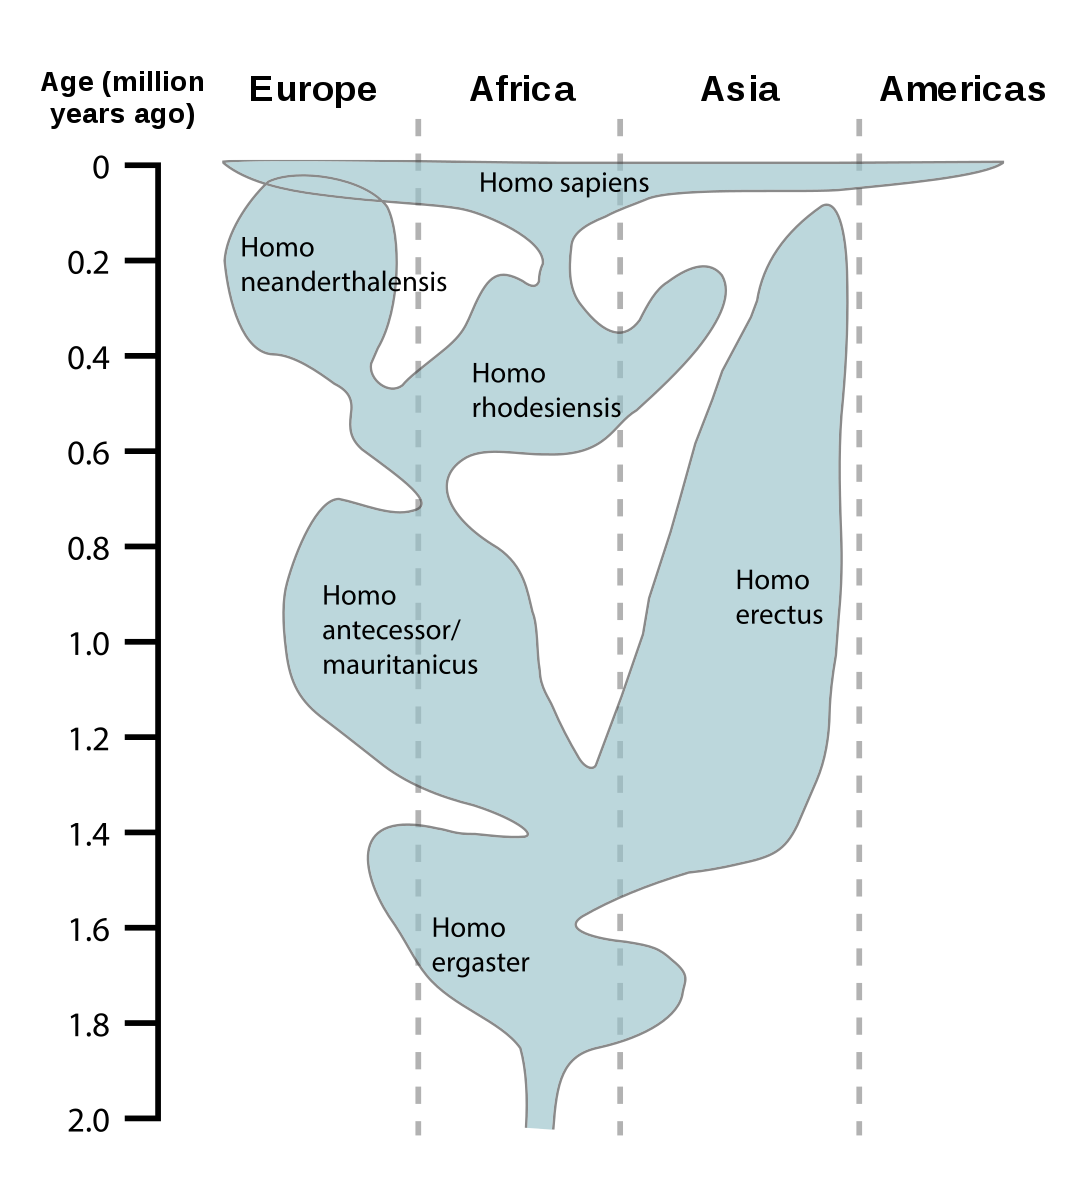 Age (million
years ago)
Europe
Africa
Asia
Americas
0
Homo sapiens
0.2
Homo
neanderthalensis
0.4
Homo
rhodesiensis
0.6
0.8
Homo
erectus
Homo
antecessor/
mauritanicus
1.0
1.2
1.4
1.6
Homo
ergaster
1.8
2.0